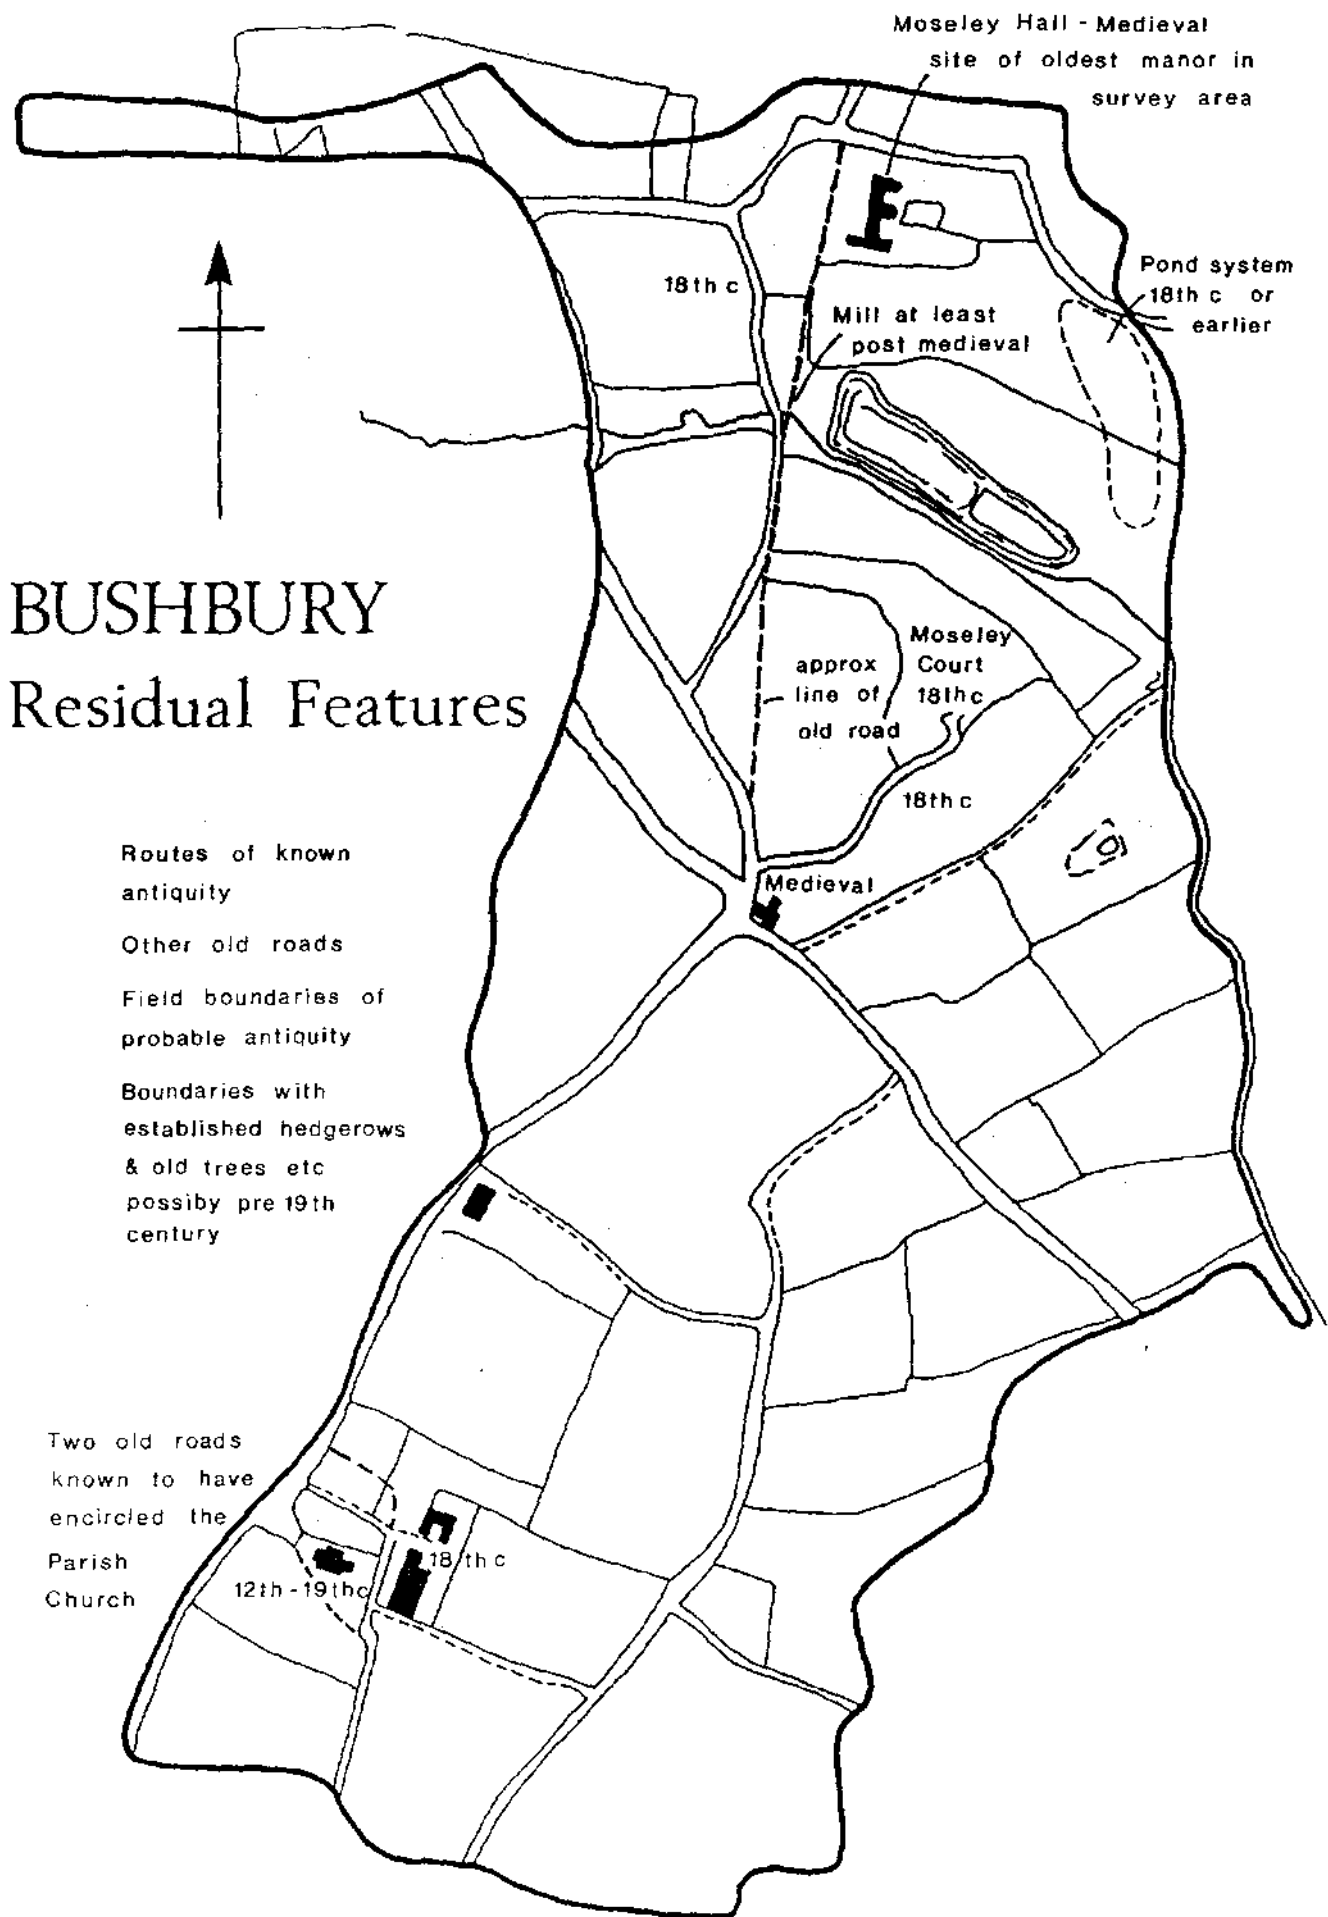 Moseley Hall - Medieval
site of oldest manor in
survey area
Pond system
18th c or
earlier
18th c
Mill at least
post medieval
BUSHBURY
Residual Features
Moseley
Court
18thc
approx
line of
old road
18th c
Medieval
Routes of known
antiquity
Other old roads
Field boundaries of
probable antiquity
Boundaries with
established hedgerows
& old trees etc
possiby pre 19th
century
Two old roads
known to have
encircled the
Parish
Church
18th c
12th - 19thc